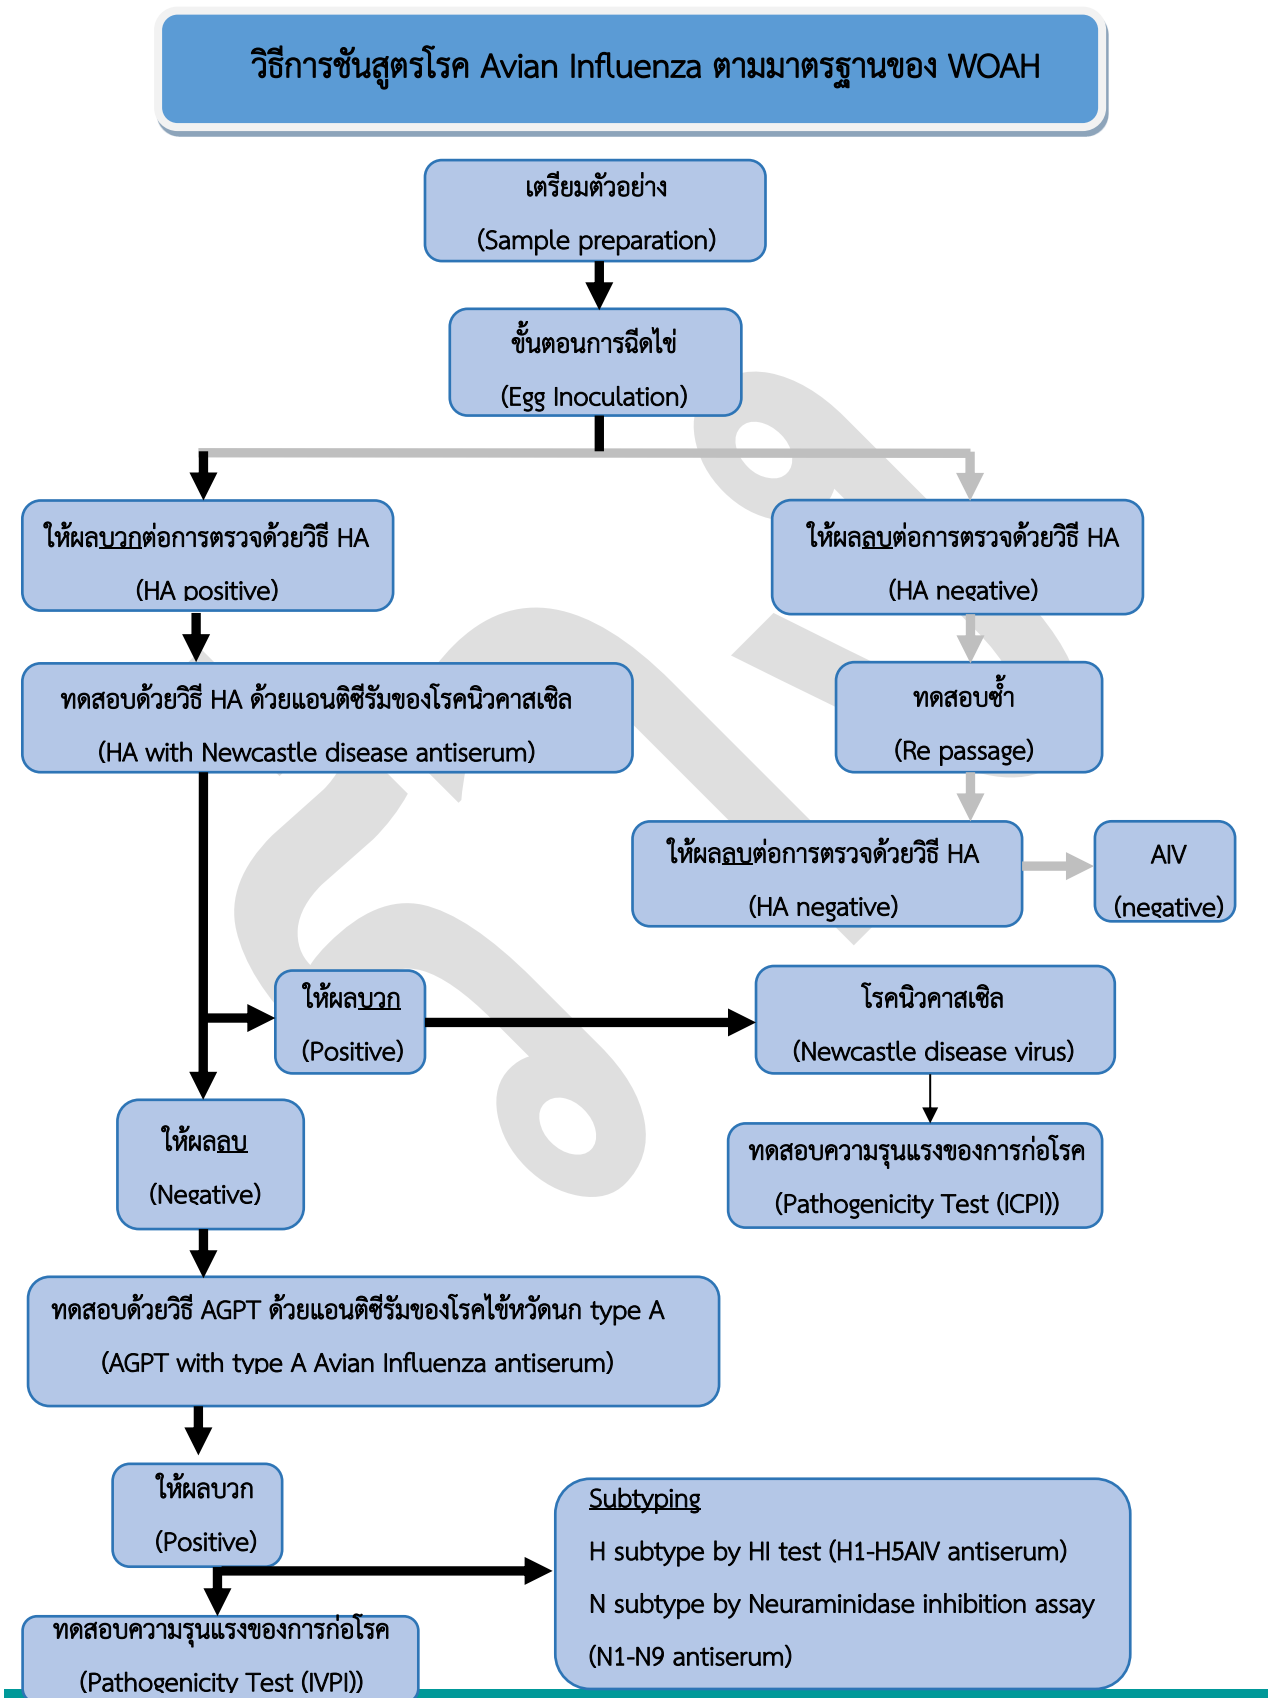 วิธีการชันสูตรโรค Avian Influenza ตามมาตรฐานของ WOAH
เตรียมตัวอย่าง
(Sample preparation)
ขั้นตอนการฉีดไข่
(Egg Inoculation)
ให้ผลบวกต่อการตรวจด้วยวิธี HA
(HA positive)
ให้ผลลบต่อการตรวจด้วยวิธี HA
(HA negative)
ทดสอบด้วยวิธี HA ด้วยแอนติซีรัมของโรคนิวคาสเซิล
(HA with Newcastle disease antiserum)
ทดสอบซ้ำ
(Re passage)
ให้ผลลบต่อการตรวจด้วยวิธี HA
(HA negative)
AIV
(negative)
ให้ผลบวก
(Positive)
โรคนิวคาสเซิล
(Newcastle disease virus)
ให้ผลลบ
(Negative)
ทดสอบความรุนแรงของการก่อโรค
(Pathogenicity Test (ICPI))
ทดสอบด้วยวิธี AGPT ด้วยแอนติซีรัมของโรคไข้หวัดนก type A
(AGPT with type A Avian Influenza antiserum)
ให้ผลบวก
(Positive)
Subtyping
H subtype by HI test (H1-H5AIV antiserum)
N subtype by Neuraminidase inhibition assay
(N1-N9 antiserum)
ทดสอบความรุนแรงของการก่อโรค
(Pathogenicity Test (IVPI))